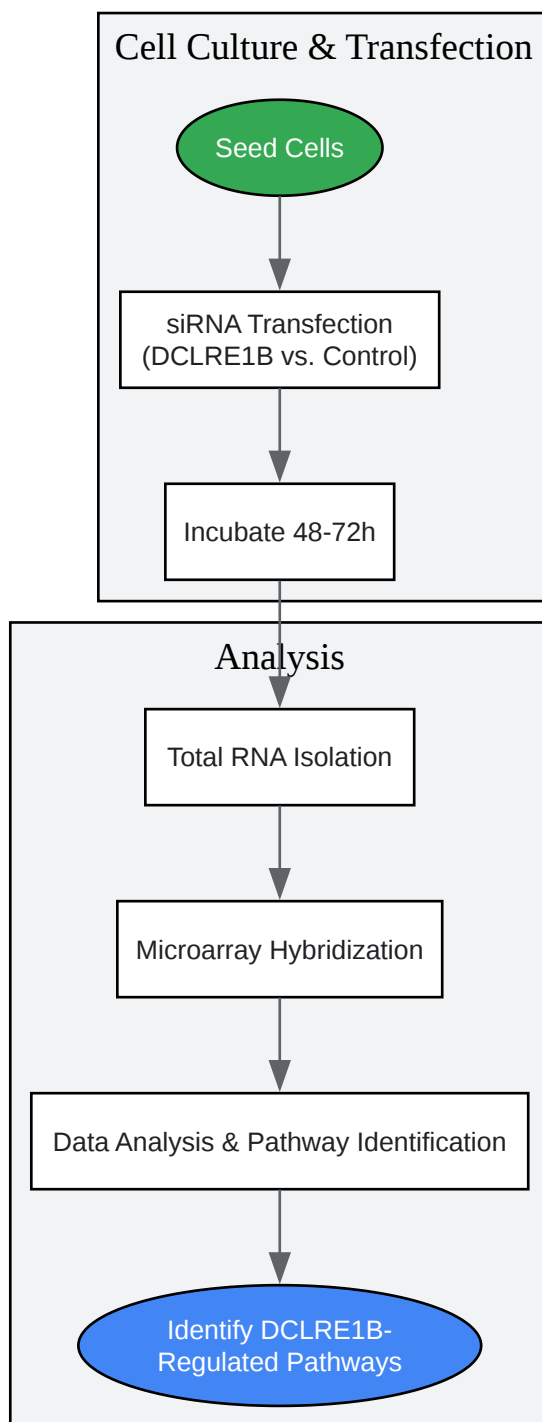 Cell Culture & Transfection
Seed Cells
siRNA Transfection
(DCLRE1B vs. Control)
Incubate 48-72h
Analysis
Total RNA Isolation
Microarray Hybridization
Data Analysis & Pathway Identification
Identify DCLRE1B-
Regulated Pathways